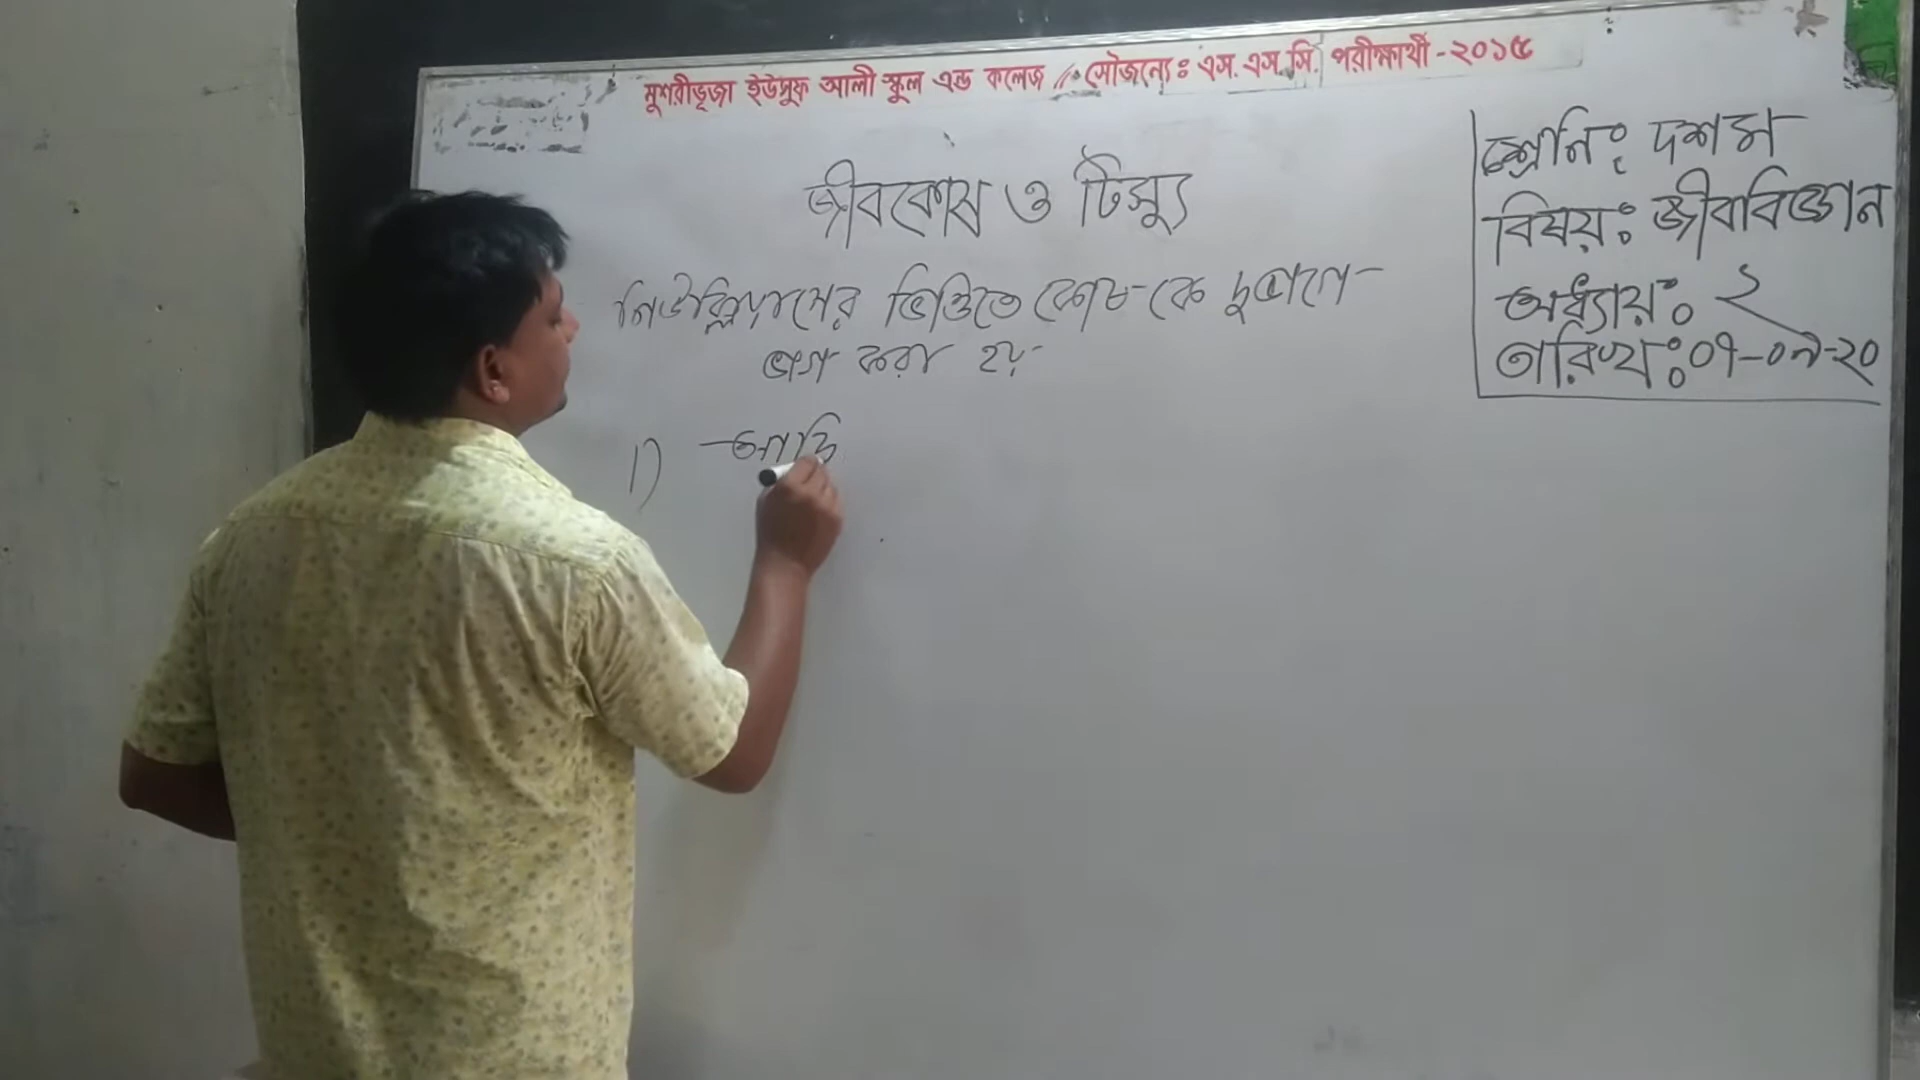 মুশরীভূজা ইউসুফ আলী স্কুল এন্ড কলেজ // সৌজন্যেঃ এস. এস. সি. পরীক্ষার্থী - ২০১৫
শ্রেনিঃ দশম
বিষয়ঃ জীববিজ্ঞান
অধ্যায়ঃ ২
তারিখঃ ০৭-০৯-২০
জীবকোষ ও টিস্যু
নিউক্লিয়াসের ভিত্তিতে কোষ-কে দুভাগে-
ভাগ করা হয়-
1) আদি